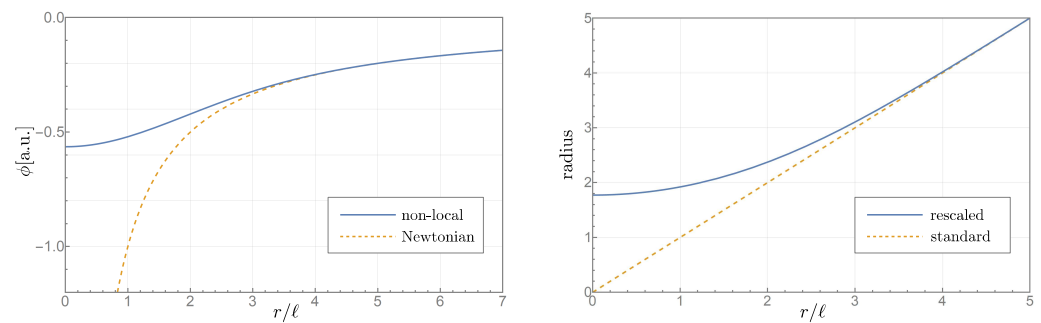 0.0
-0.5
-1.0
ϕ[a.u.]
non-local
Newtonian
0 1 2 3 4 5 6 7
r/ℓ
5
4
3
2
1
0
radius
rescaled
standard
0 1 2 3 4 5
r/ℓ